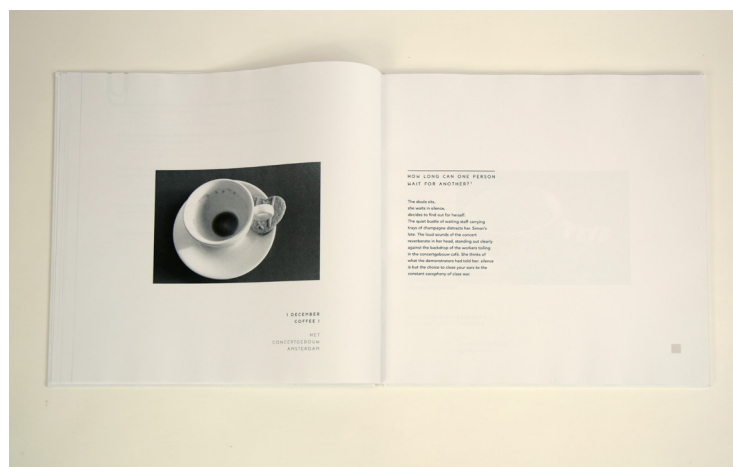 1 DECEMBER
COFFEE 1
HET
CONCERTGEBOUW
AMSTERDAM
HOW LONG CAN ONE PERSON
WAIT FOR ANOTHER?
The doula sits,
she waits in silence,
decides to find out for herself.
The quiet bustle of waiting staff carrying
trays of champagne distracts her. Simon's
late. The loud sounds of the concert
reverberate in her head, standing out clearly
against the backdrop of the workers toiling
in the concertgebouw café. She thinks of
what the demonstrators had told her: silence
is but the choice to close your ears to the
constant cacophony of class war.